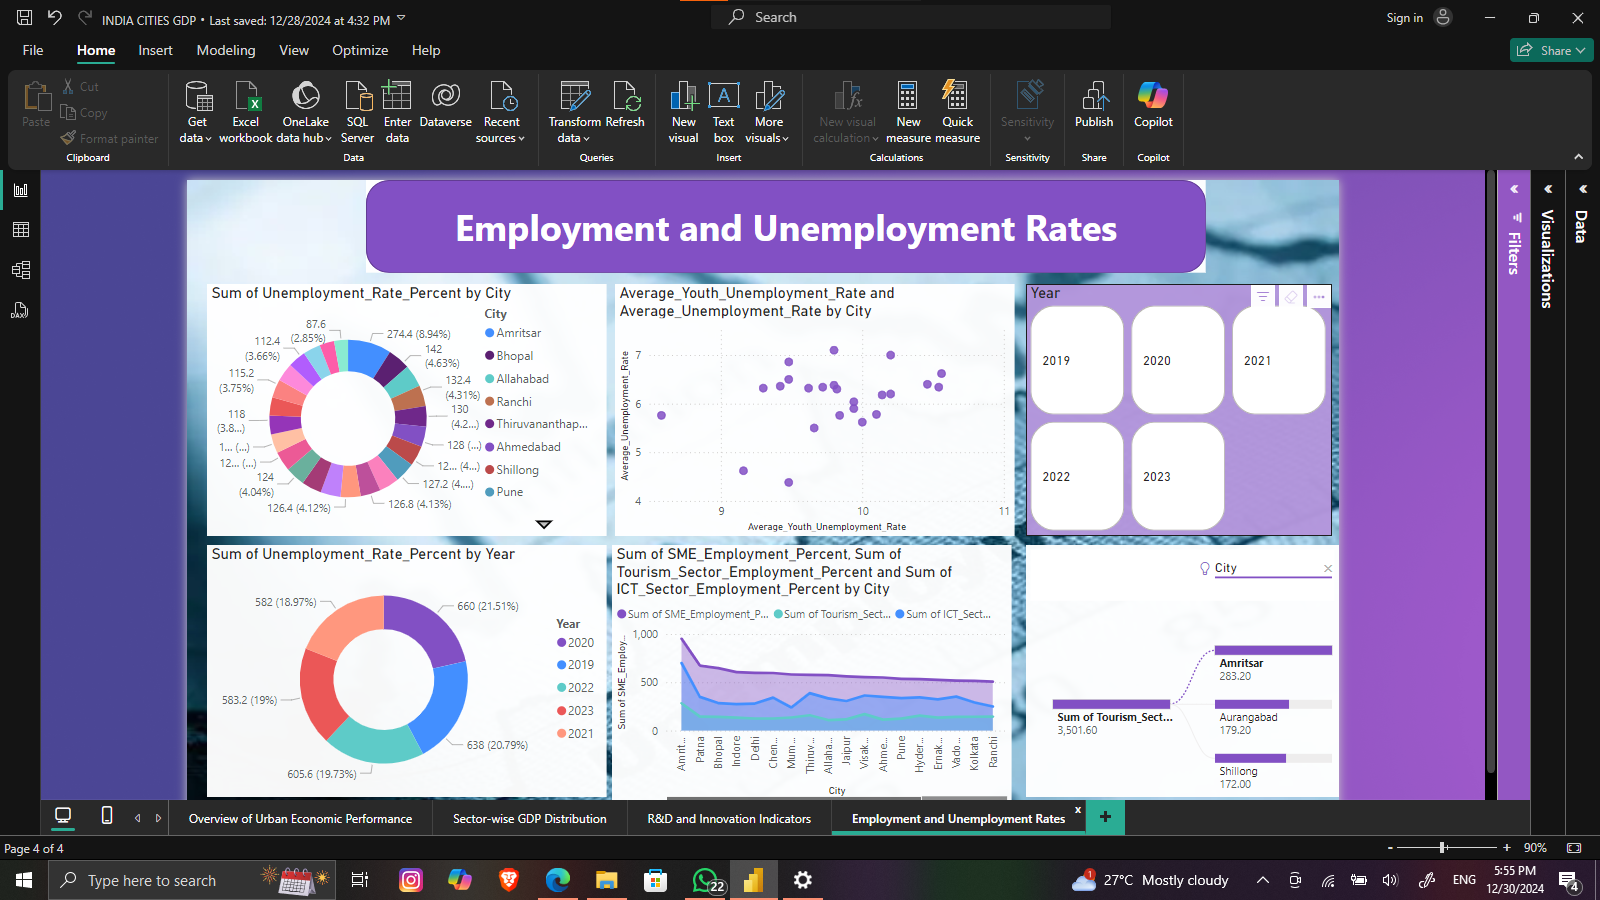 INDIA CITIES GDP • Last saved: 12/28/2024 at 4:32 PM
Search
Sign in
File Home Insert Modeling View Optimize Help
Share
Paste
Cut
Copy
Format painter
Clipboard
Get data
Excel workbook
OneLake data hub
SQL Server
Enter data
Dataverse
Recent sources
Data
Transform data
Refresh
Queries
New visual
Text box
More visuals
Insert
New visual calculation
New measure
Quick measure
Calculations
Sensitivity
Sensitivity
Publish
Share
Copilot
Copilot
Employment and Unemployment Rates
Sum of Unemployment_Rate_Percent by City
87.6 (2.85%)
112.4 (3.66%)
115.2 (3.75%)
118 (3.8...)
1... (...)
12... (...)
124 (4.04%)
126.4 (4.12%)
274.4 (8.94%)
142 (4.63%)
132.4 (4.31%)
130 (4.2...)
128 (...)
12... (4...)
127.2 (4....)
126.8 (4.13%)
City
Amritsar
Bhopal
Allahabad
Ranchi
Thiruvananthap...
Ahmedabad
Shillong
Pune
Average_Youth_Unemployment_Rate and
Average_Unemployment_Rate by City
Average_Unemployment_Rate
7
6
5
4
9 10 11
Average_Youth_Unemployment_Rate
Year
2019
2020
2021
2022
2023
Sum of Unemployment_Rate_Percent by Year
582 (18.97%)
660 (21.51%)
583.2 (19%)
638 (20.79%)
605.6 (19.73%)
Year
2020
2019
2022
2023
2021
Sum of SME_Employment_Percent, Sum of
Tourism_Sector_Employment_Percent and Sum of
ICT_Sector_Employment_Percent by City
Sum of SME_Employment_P... Sum of Tourism_Sect... Sum of ICT_Sect...
Sum of SME_Employ...
1,000
500
0
Amrit...
Patna
Bhopal
Indore
Delhi
Chen...
Mum...
Thiruv...
Allaha...
Jaipur
Visak...
Ahme...
Pune
Hyder...
Ernak...
Vado...
Kolkata
Ranchi
City
City
Sum of Tourism_Sect...
3,501.60
Amritsar
283.20
Aurangabad
179.20
Shillong
172.00
Filters
Visualizations
Data
Overview of Urban Economic Performance
Sector-wise GDP Distribution
R&D and Innovation Indicators
Employment and Unemployment Rates
Page 4 of 4
90%
Type here to search
22
1
27°C Mostly cloudy
ENG
5:55 PM
12/30/2024
4